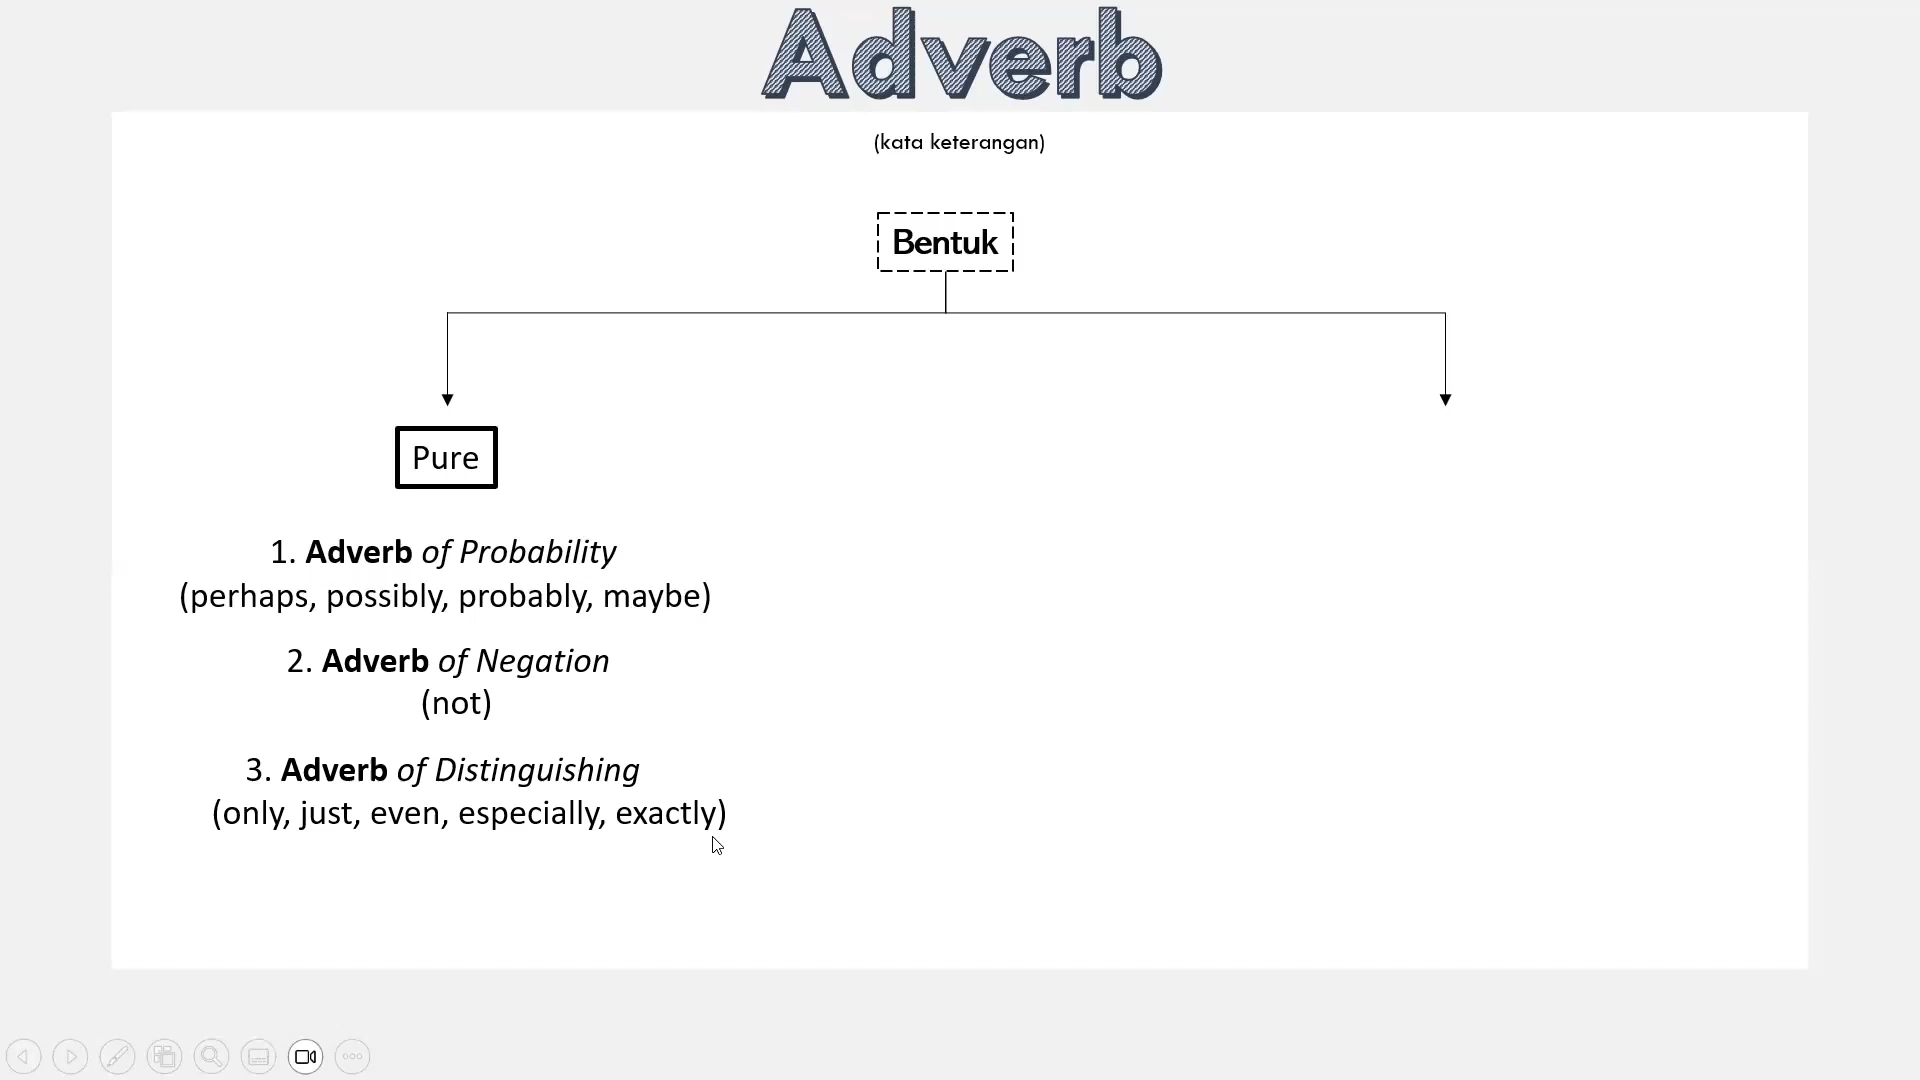 Adverb
(kata keterangan)
Bentuk
Pure
1. Adverb of Probability
(perhaps, possibly, probably, maybe)
2. Adverb of Negation
(not)
3. Adverb of Distinguishing
(only, just, even, especially, exactly)